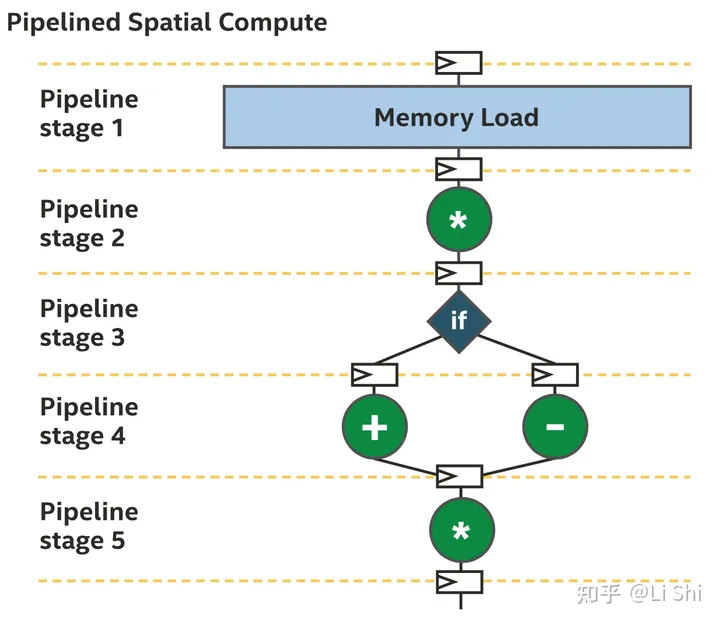 Pipelined Spatial Compute
Pipeline
stage 1
Memory Load
Pipeline
stage 2
*
Pipeline
stage 3
if
Pipeline
stage 4
+
-
Pipeline
stage 5
*
知乎 @Li Shi